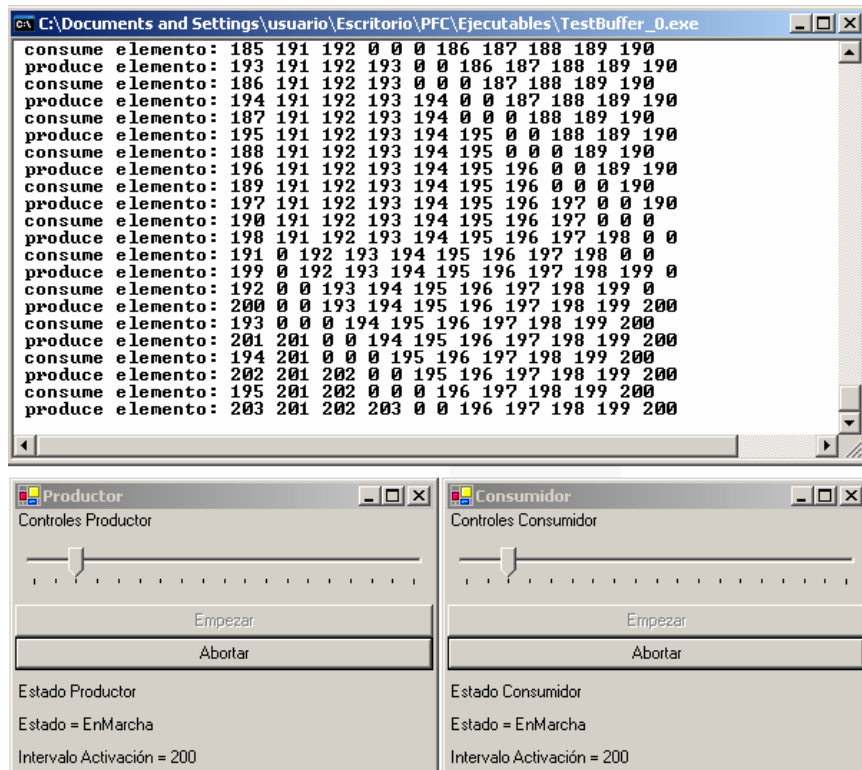 C:\Documents and Settings\usuario\Escritorio\PFC\Ejecutables\TestBuffer_0.exe
consume elemento: 185 191 192 0 0 0 186 187 188 189 190
produce elemento: 193 191 192 193 0 0 186 187 188 189 190
consume elemento: 186 191 192 193 0 0 0 187 188 189 190
produce elemento: 194 191 192 193 194 0 0 187 188 189 190
consume elemento: 187 191 192 193 194 0 0 0 188 189 190
produce elemento: 195 191 192 193 194 195 0 0 188 189 190
consume elemento: 188 191 192 193 194 195 0 0 0 189 190
produce elemento: 196 191 192 193 194 195 196 0 0 189 190
consume elemento: 189 191 192 193 194 195 196 0 0 0 190
produce elemento: 197 191 192 193 194 195 196 197 0 0 190
consume elemento: 190 191 192 193 194 195 196 197 0 0 0
produce elemento: 198 191 192 193 194 195 196 197 198 0 0
consume elemento: 191 0 192 193 194 195 196 197 198 0 0
produce elemento: 199 0 192 193 194 195 196 197 198 199 0
consume elemento: 192 0 0 193 194 195 196 197 198 199 0
produce elemento: 200 0 0 193 194 195 196 197 198 199 200
consume elemento: 193 0 0 0 194 195 196 197 198 199 200
produce elemento: 201 201 0 0 194 195 196 197 198 199 200
consume elemento: 194 201 0 0 0 195 196 197 198 199 200
produce elemento: 202 201 202 0 0 195 196 197 198 199 200
consume elemento: 195 201 202 0 0 0 196 197 198 199 200
produce elemento: 203 201 202 203 0 0 196 197 198 199 200
Productor
Controles Productor
Empezar
Abortar
Estado Productor
Estado = EnMarcha
Intervalo Activación = 200
Consumidor
Controles Consumidor
Empezar
Abortar
Estado Consumidor
Estado = EnMarcha
Intervalo Activación = 200